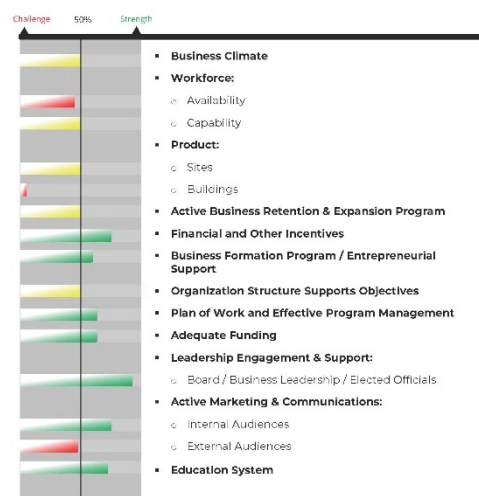 Challenge 50% Strength
▪ Business Climate
▪ Workforce:
o Availability
o Capability
▪ Product:
o Sites
o Buildings
▪ Active Business Retention & Expansion Program
▪ Financial and Other Incentives
▪ Business Formation Program / Entrepreneurial
Support
▪ Organization Structure Supports Objectives
▪ Plan of Work and Effective Program Management
▪ Adequate Funding
▪ Leadership Engagement & Support:
o Board / Business Leadership / Elected Officials
▪ Active Marketing & Communications:
o Internal Audiences
o External Audiences
▪ Education System